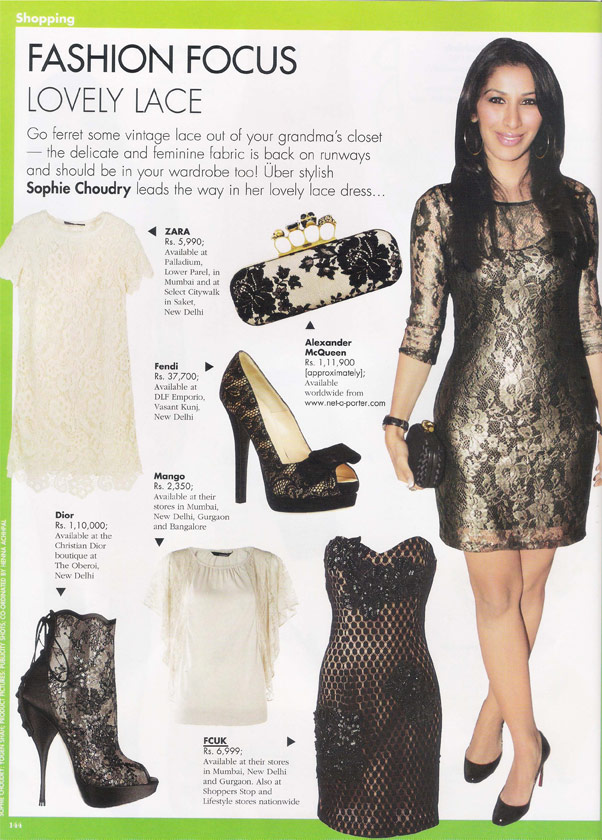 Shopping
FASHION FOCUS
LOVELY LACE
Go ferret some vintage lace out of your grandma's closet
— the delicate and feminine fabric is back on runways
and should be in your wardrobe too! Über stylish
Sophie Choudry leads the way in her lovely lace dress...
ZARA
Rs. 5,990;
Available at
Palladium,
Lower Parel, in
Mumbai and at
Select Citywalk
in Saket,
New Delhi
Alexander
McQueen
Rs. 1,11,900
[approximately];
Available
worldwide from
www.net-a-porter.com
Fendi
Rs. 37,700;
Available at
DLF Emporio,
Vasant Kunj,
New Delhi
Mango
Rs. 2,350;
Available at their
stores in Mumbai,
New Delhi, Gurgaon
and Bangalore
Dior
Rs. 1,10,000;
Available at the
Christian Dior
boutique at
The Oberoi,
New Delhi
FCUK
Rs. 6,999;
Available at their stores
in Mumbai, New Delhi
and Gurgaon. Also at
Shoppers Stop and
Lifestyle stores nationwide
SOPHIE CHOUDRY: YOGEN SHAH; PRODUCT PICTURES: PUBLICITY SHOTS; CO-ORDINATED BY HENNA ACHHPAL
144